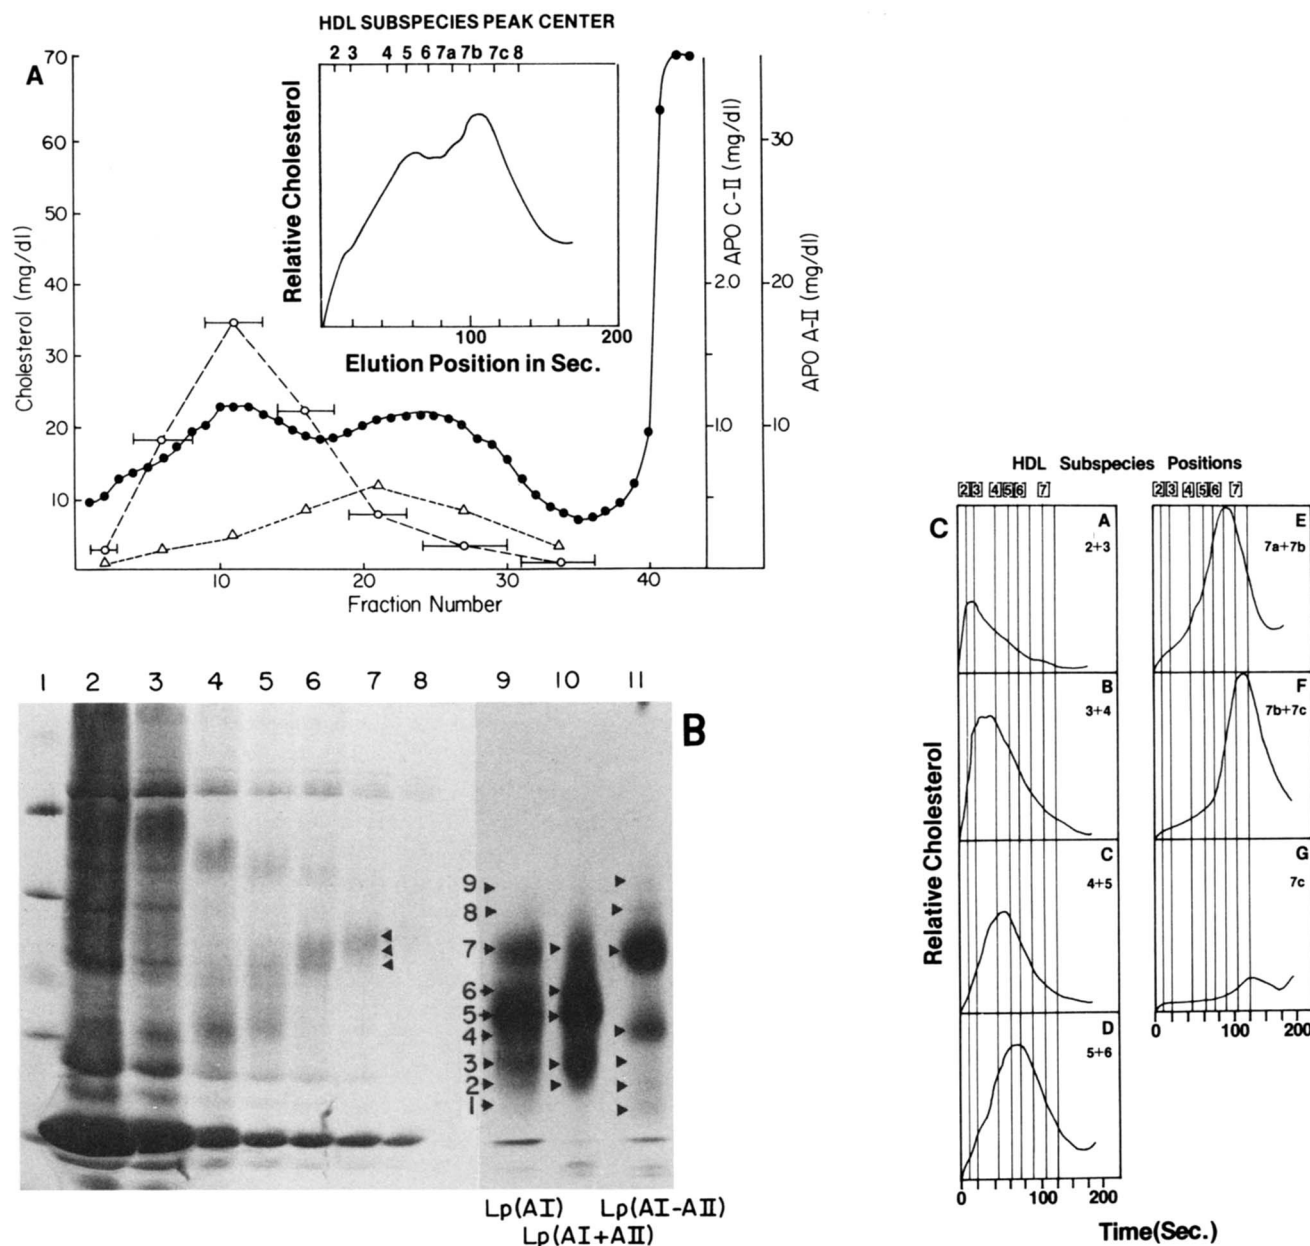 HDL SUBSPECIES PEAK CENTER
2 3 4 5 6 7a 7b 7c 8
A
70
60
50
40
30
20
10
Cholesterol (mg/dl)
Relative Cholesterol
100 200
Elution Position in Sec.
2.0
1.0
APO C-II (mg/dl)
30
20
10
APO A-II (mg/dl)
10 20 30 40
Fraction Number
1 2 3 4 5 6 7 8 9 10 11
B
9
8
7
6
5
4
3
2
1
Lp(AI) Lp(AI-AII)
Lp(AI+AII)
HDL Subspecies Positions
2 3 4 5 6 7 2 3 4 5 6 7
C
A
2+3
E
7a+7b
B
3+4
F
7b+7c
C
4+5
G
7c
D
5+6
Relative Cholesterol
0 100 200
0 100 200
Time(Sec.)